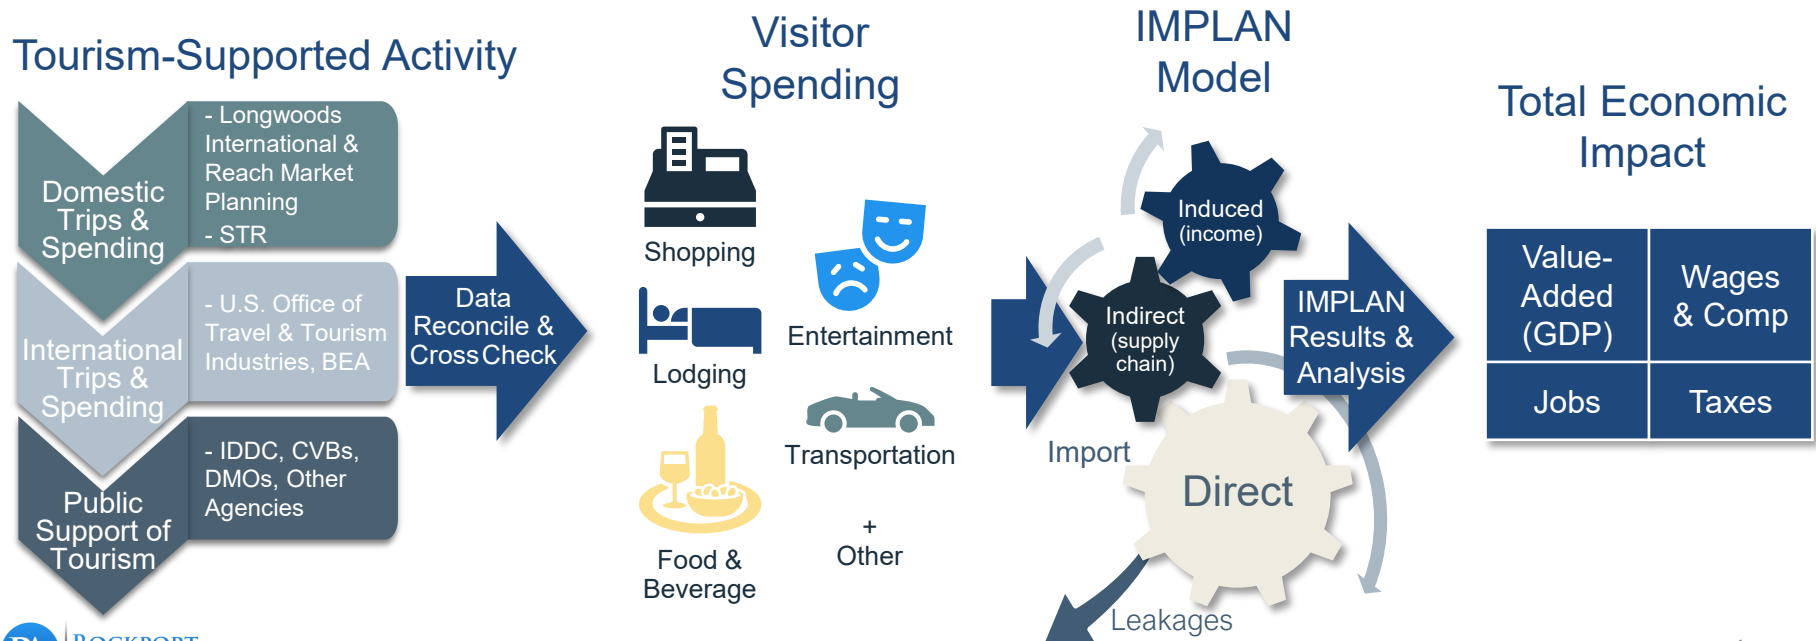 Tourism-Supported Activity
Domestic
Trips &
Spending
- Longwoods
International &
Reach Market
Planning
- STR
International
Trips &
Spending
- U.S. Office of
Travel & Tourism
Industries, BEA
Public
Support of
Tourism
- IDDC, CVBs,
DMOs, Other
Agencies
Data
Reconcile &
Cross Check
Visitor
Spending
Shopping
Lodging
Food &
Beverage
Entertainment
Transportation
+
Other
IMPLAN
Model
Induced
(income)
Indirect
(supply
chain)
Import
Direct
Leakages
IMPLAN
Results &
Analysis
Total Economic
Impact
Value-
Added
(GDP)
Wages
& Comp
Jobs
Taxes
ROCKPORT